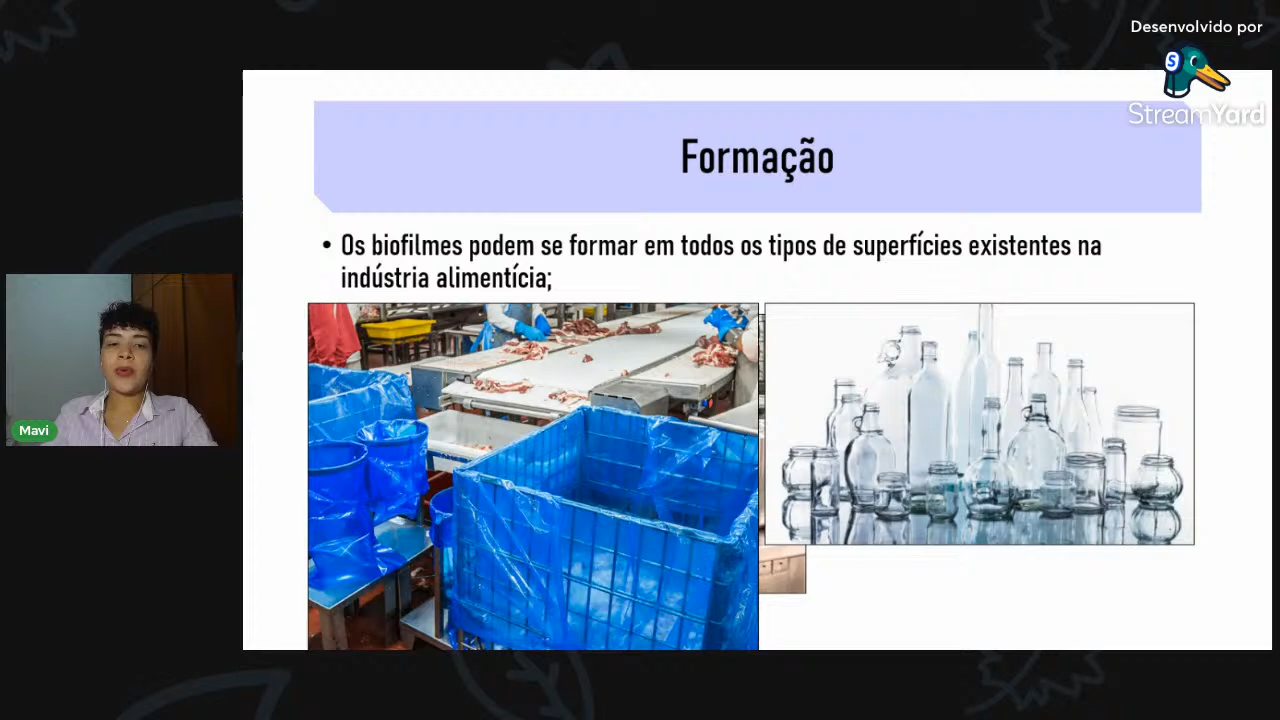 Desenvolvido por
StreamYard
Formação
• Os biofilmes podem se formar em todos os tipos de superfícies existentes na
indústria alimentícia;
Mavi